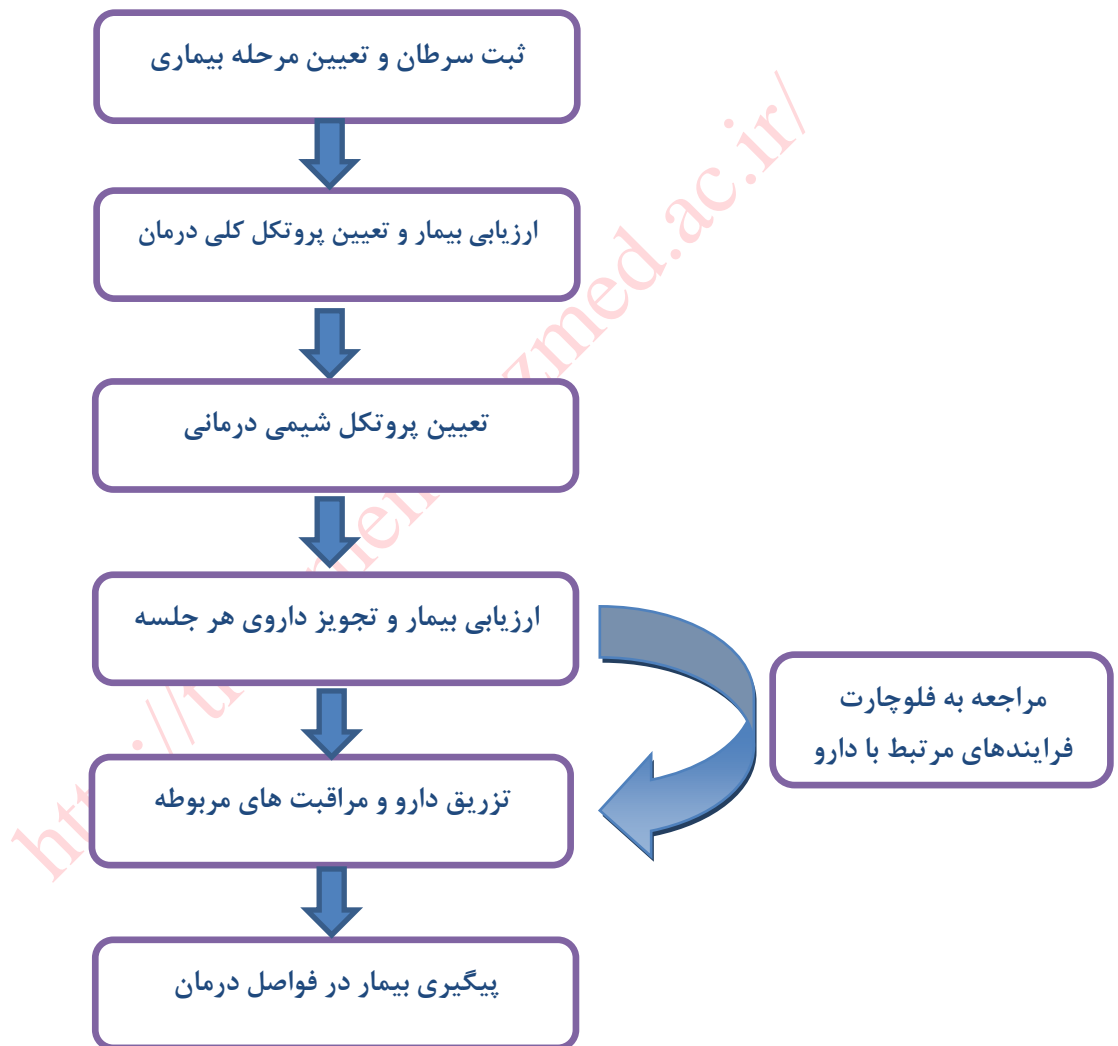 ثبت سرطان و تعیین مرحله بیماری
ارزیابی بیمار و تعیین پروتکل کلی درمان
تعیین پروتکل شیمی درمانی
ارزیابی بیمار و تجویز داروی هر جلسه
مراجعه به فلوچارت
فرایندهای مرتبط با دارو
تزریق دارو و مراقبت های مربوطه
پیگیری بیمار در فواصل درمان